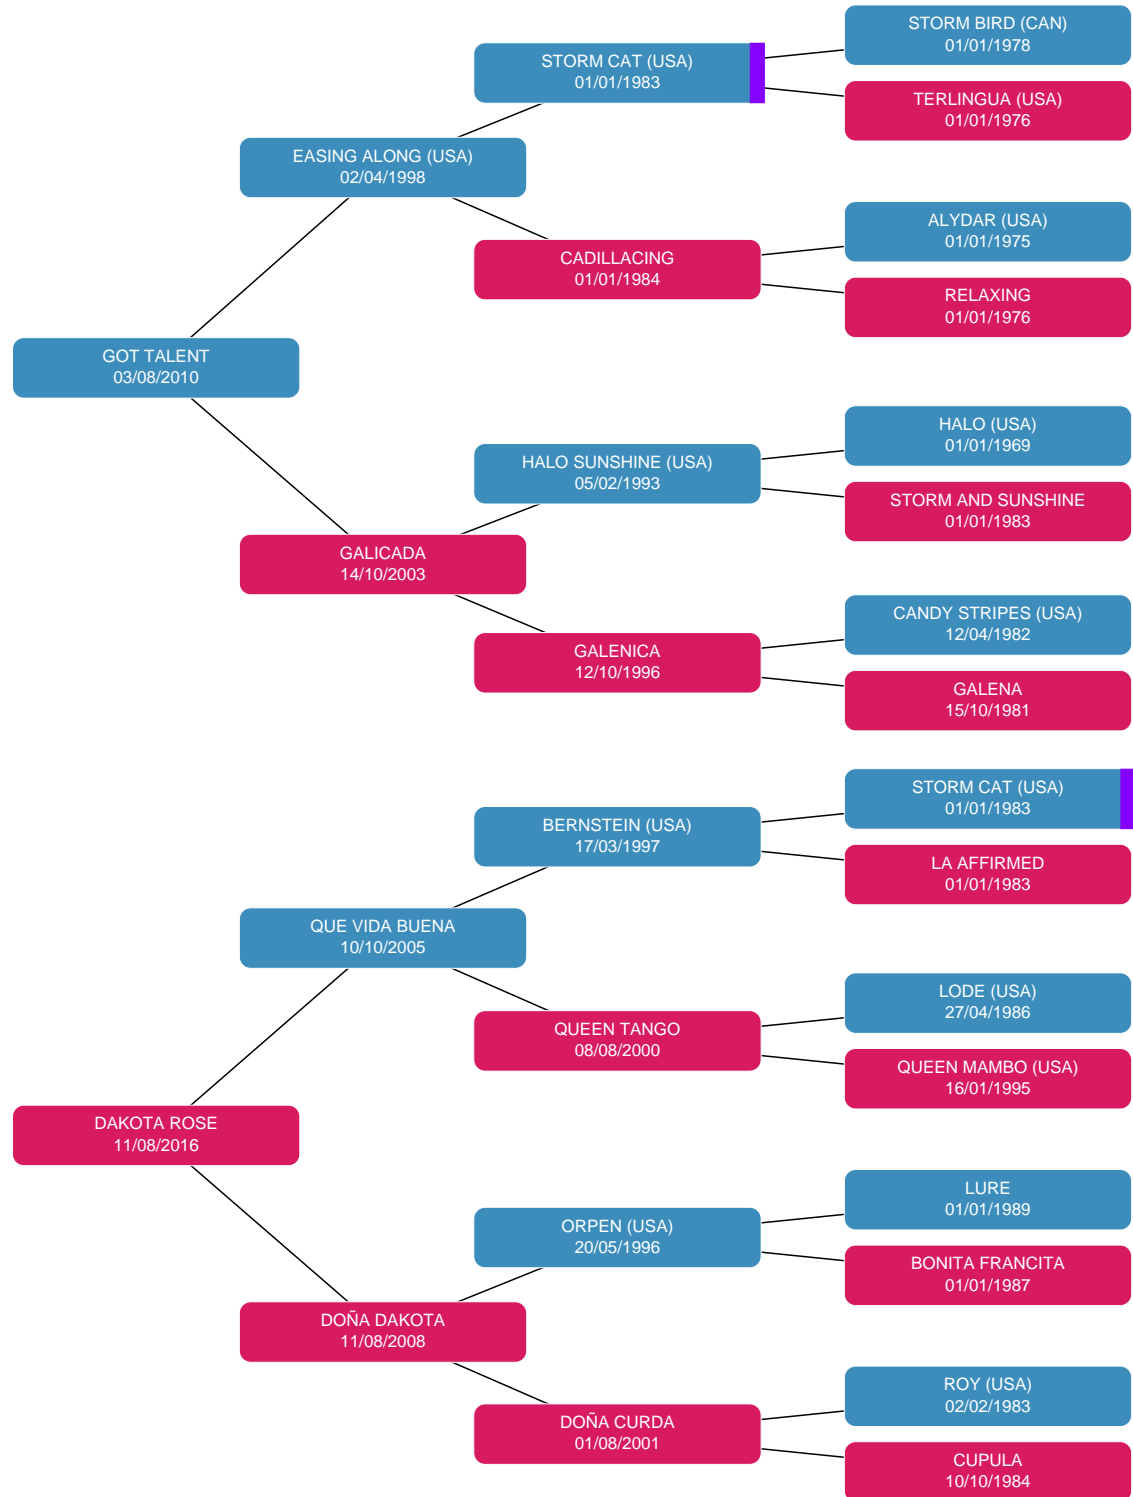 STORM BIRD (CAN)
01/01/1978
STORM CAT (USA)
01/01/1983
TERLINGUA (USA)
01/01/1976
EASING ALONG (USA)
02/04/1998
ALYDAR (USA)
01/01/1975
CADILLACING
01/01/1984
RELAXING
01/01/1976
GOT TALENT
03/08/2010
HALO (USA)
01/01/1969
HALO SUNSHINE (USA)
05/02/1993
STORM AND SUNSHINE
01/01/1983
GALICADA
14/10/2003
CANDY STRIPES (USA)
12/04/1982
GALENICA
12/10/1996
GALENA
15/10/1981
STORM CAT (USA)
01/01/1983
BERNSTEIN (USA)
17/03/1997
LA AFFIRMED
01/01/1983
QUE VIDA BUENA
10/10/2005
LODE (USA)
27/04/1986
QUEEN TANGO
08/08/2000
QUEEN MAMBO (USA)
16/01/1995
DAKOTA ROSE
11/08/2016
LURE
01/01/1989
ORPEN (USA)
20/05/1996
BONITA FRANCITA
01/01/1987
DOÑA DAKOTA
11/08/2008
ROY (USA)
02/02/1983
DOÑA CURDA
01/08/2001
CUPULA
10/10/1984